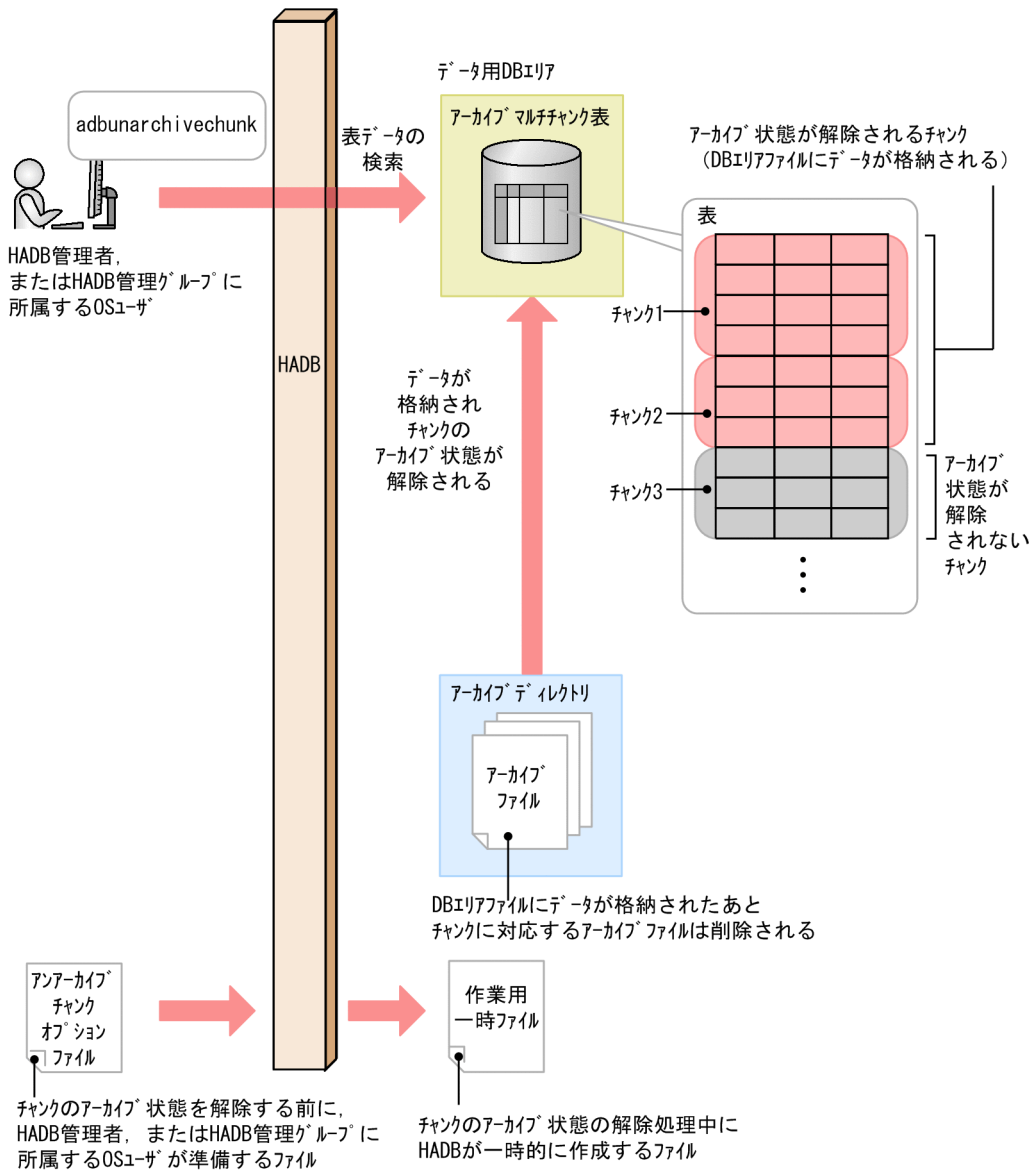 データ用DBエリア
adbunarchivechunk
表データの
検索
アーカイブマルチチャンク表
アーカイブ状態が解除されるチャンク
（DBエリアファイルにデータが格納される）
表
HADB管理者，
またはHADB管理グループに
所属するOSユーザ
チャンク1
チャンク2
チャンク3
アーカイブ
状態が
解除
されない
チャンク
HADB
データが
格納され
チャンクの
アーカイブ状態が
解除される
アーカイブディレクトリ
アーカイブ
ファイル
DBエリアファイルにデータが格納されたあと
チャンクに対応するアーカイブファイルは削除される
アンアーカイブ
チャンク
オプション
ファイル
作業用
一時ファイル
チャンクのアーカイブ状態を解除する前に，
HADB管理者，またはHADB管理グループに
所属するOSユーザが準備するファイル
チャンクのアーカイブ状態の解除処理中に
HADBが一時的に作成するファイル